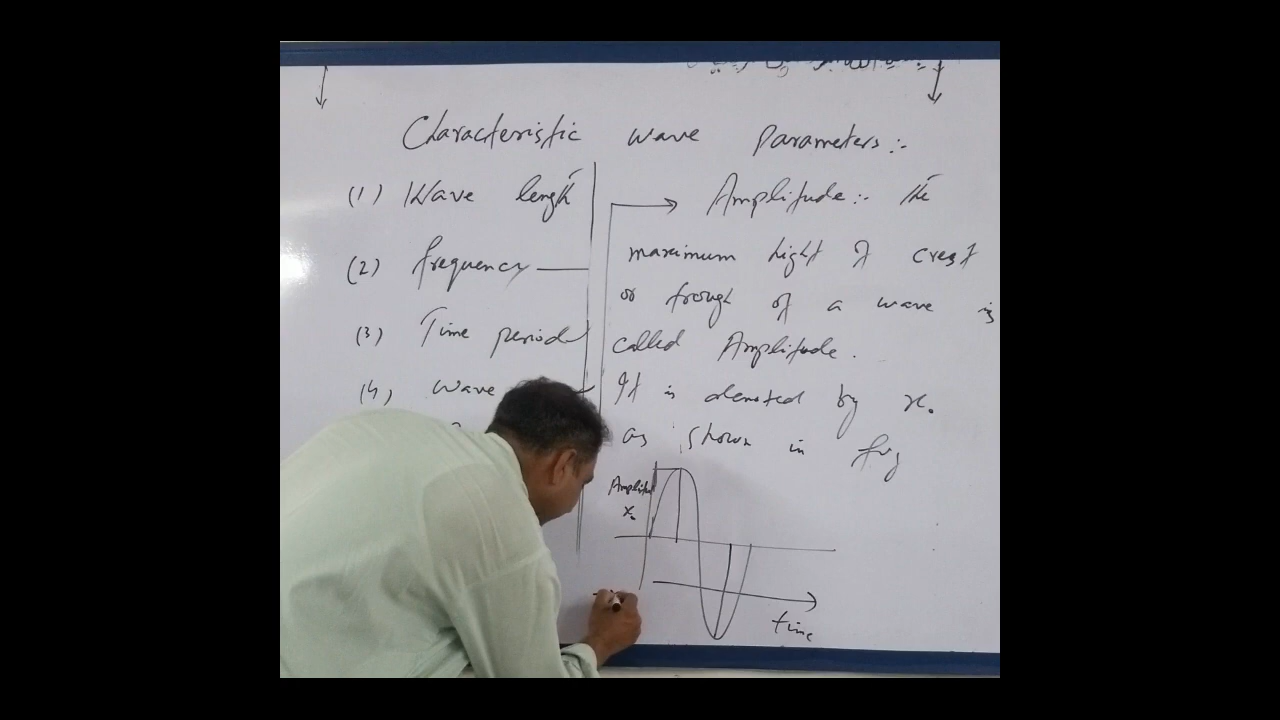 Characteristic wave Parameters :-
(1) Wave length
(2) frequency
(3) Time period
(4) wave
Amplitude :- The
maximum hight of crest
or trough of a wave is
called Amplitude.
It is denoted by x₀
as shown in fig
x₀
time